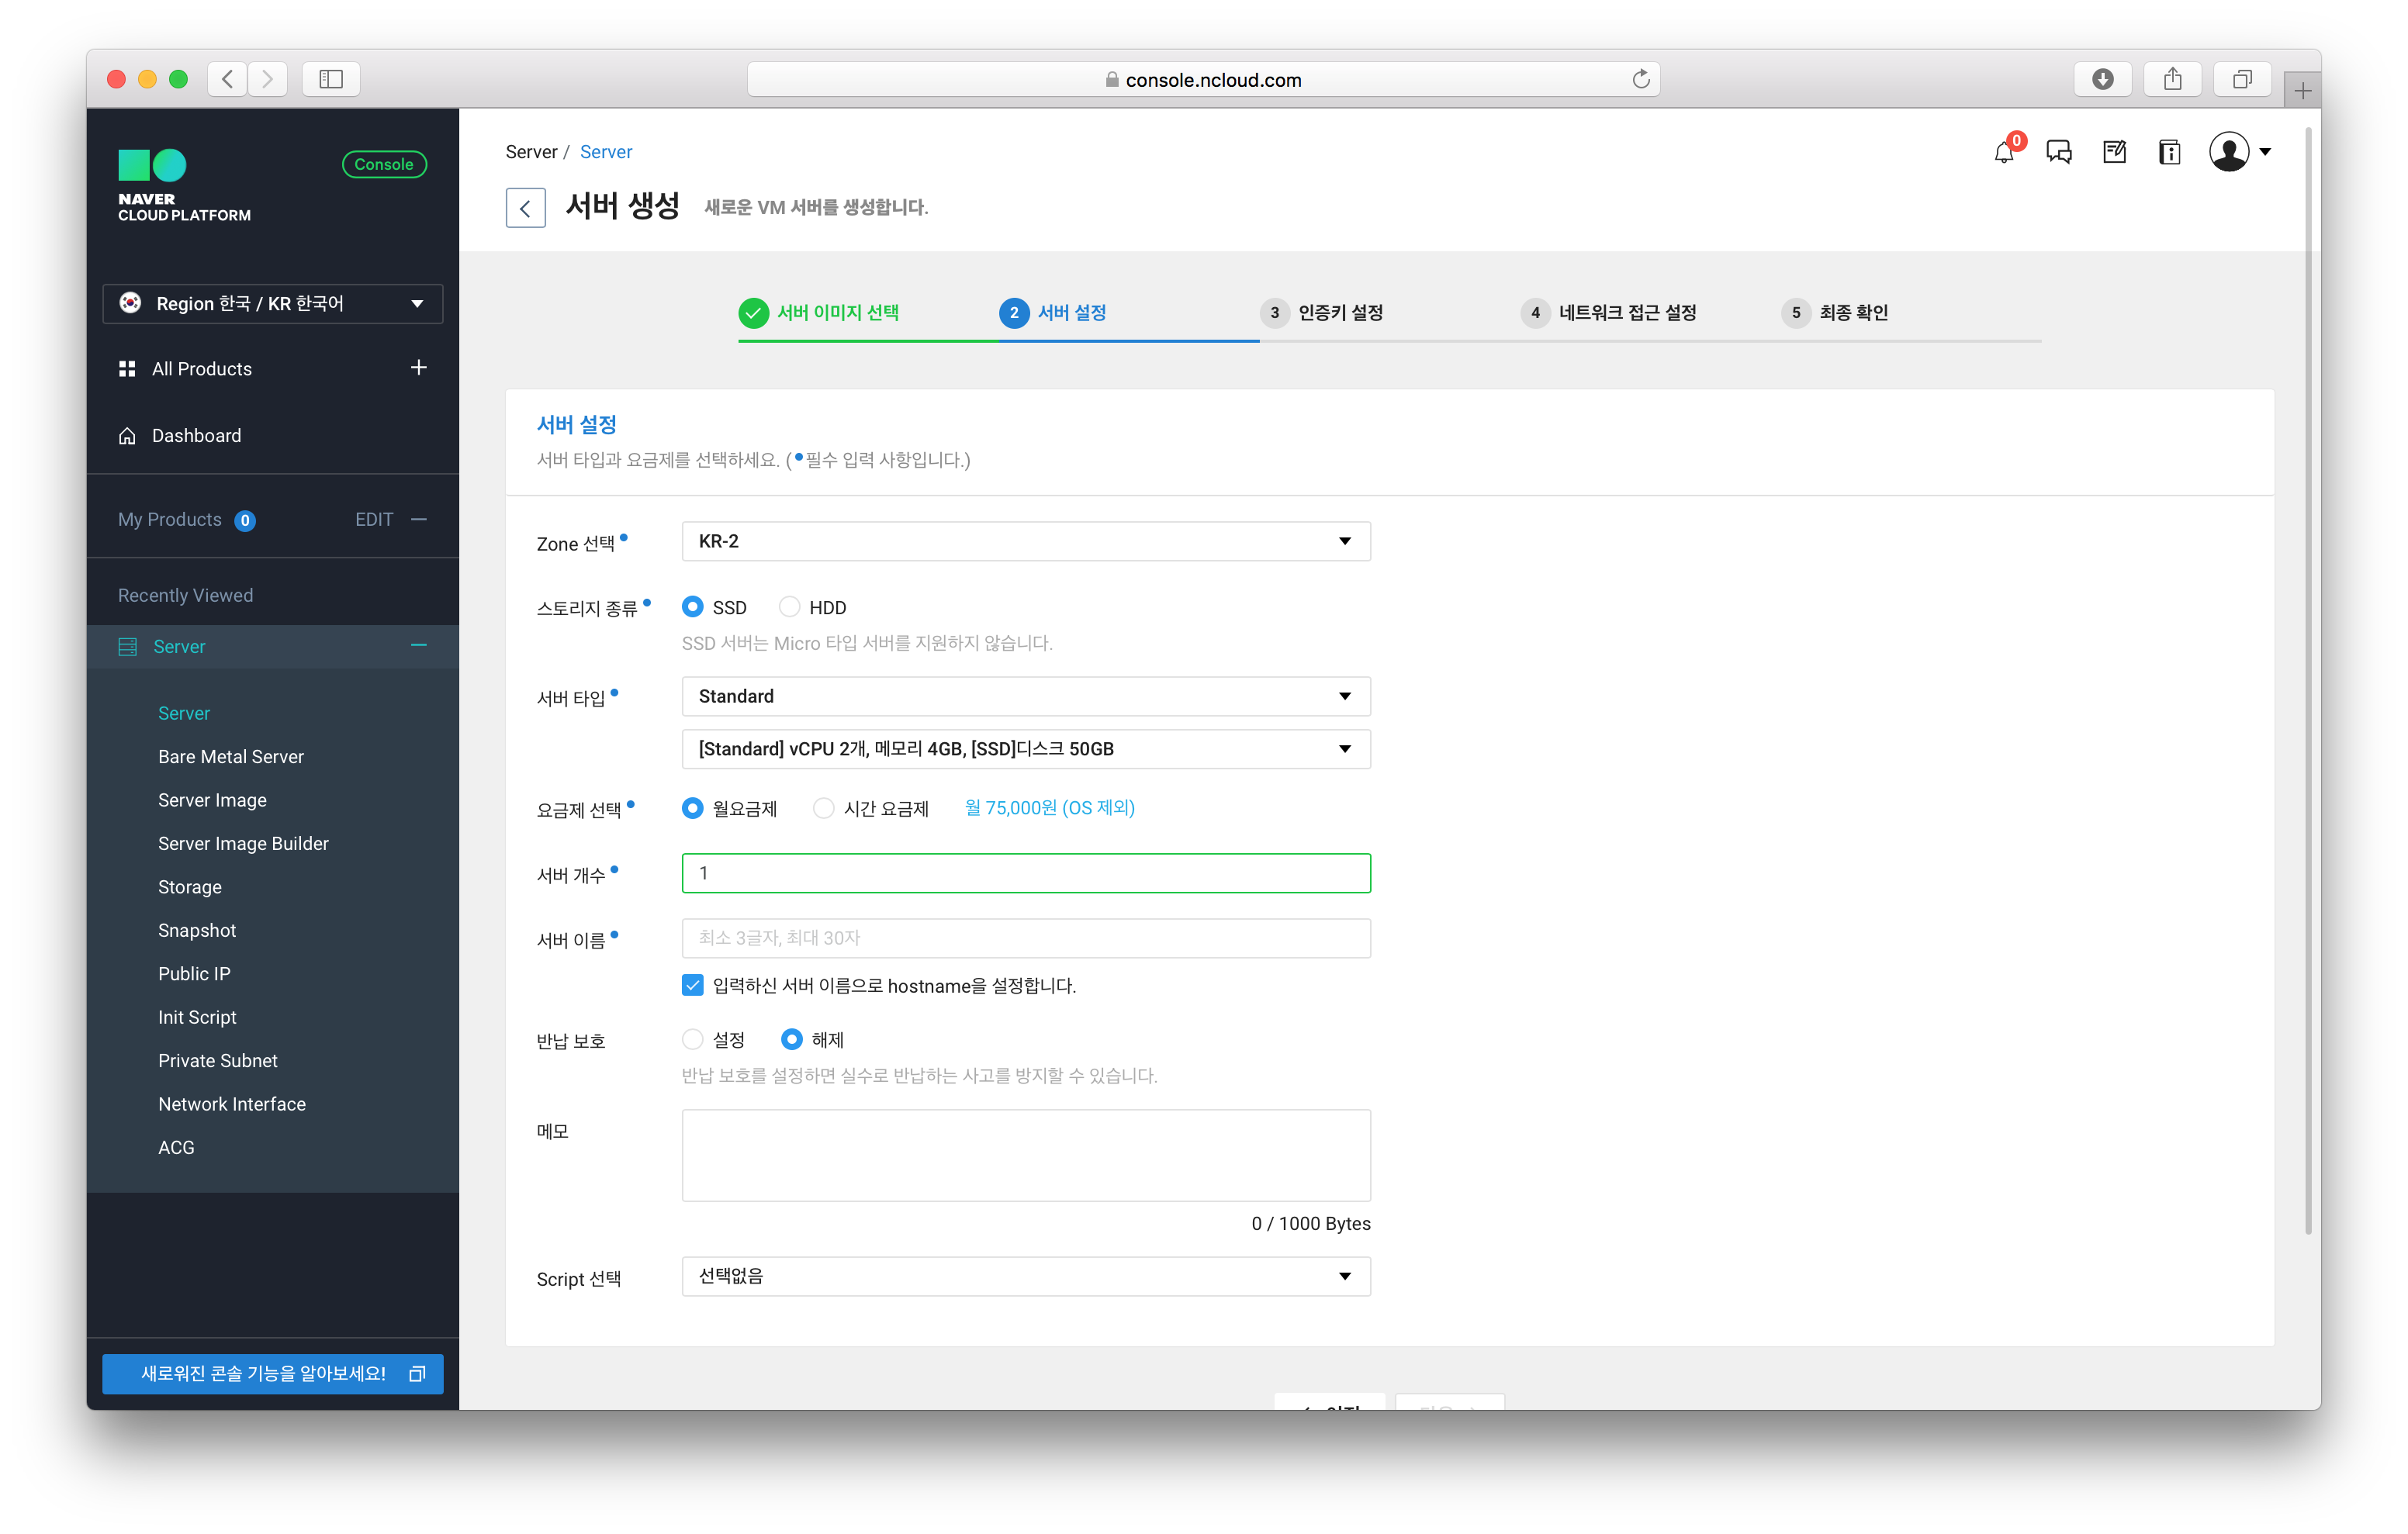 console.ncloud.com
NAVER
CLOUD PLATFORM
Console
Region 한국 / KR 한국어
All Products
Dashboard
My Products 0 EDIT
Recently Viewed
Server
Server
Bare Metal Server
Server Image
Server Image Builder
Storage
Snapshot
Public IP
Init Script
Private Subnet
Network Interface
ACG
새로워진 콘솔 기능을 알아보세요!
Server / Server
0
서버 생성 새로운 VM 서버를 생성합니다.
서버 이미지 선택
2 서버 설정
3 인증키 설정
4 네트워크 접근 설정
5 최종 확인
서버 설정
서버 타입과 요금제를 선택하세요. (•필수 입력 사항입니다.)
Zone 선택 KR-2
스토리지 종류 SSD HDD
SSD 서버는 Micro 타입 서버를 지원하지 않습니다.
서버 타입 Standard
[Standard] vCPU 2개, 메모리 4GB, [SSD]디스크 50GB
요금제 선택 월요금제 시간 요금제 월 75,000원 (OS 제외)
서버 개수 1
서버 이름 최소 3글자, 최대 30자
입력하신 서버 이름으로 hostname을 설정합니다.
반납 보호 설정 해제
반납 보호를 설정하면 실수로 반납하는 사고를 방지할 수 있습니다.
메모
0 / 1000 Bytes
Script 선택 선택없음